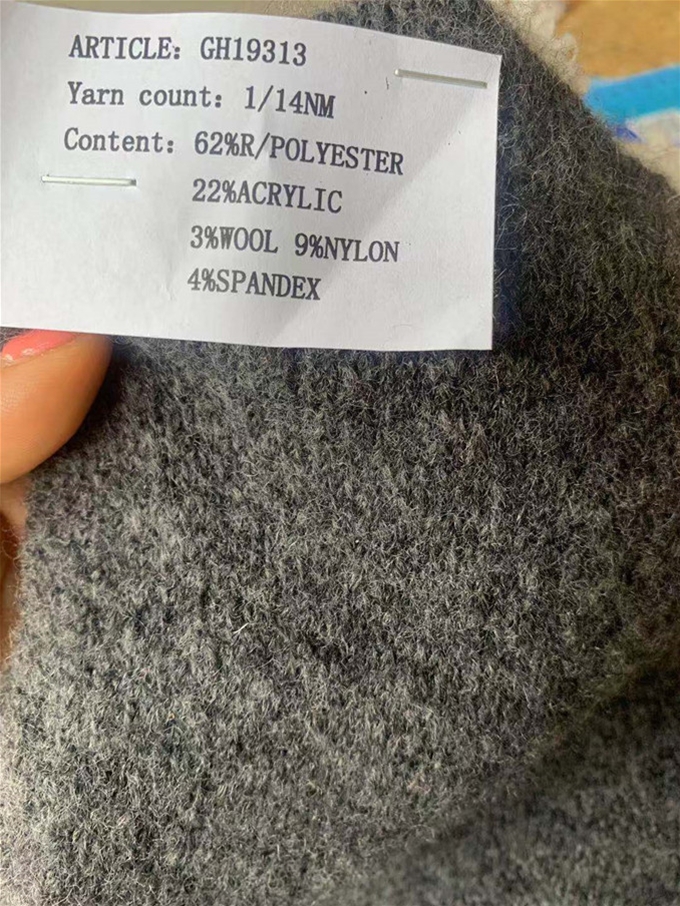 ARTICLE: GH19313
Yarn count: 1/14NM
Content: 62%R/POLYESTER
22%ACRYLIC
3%WOOL 9%NYLON
4%SPANDEX